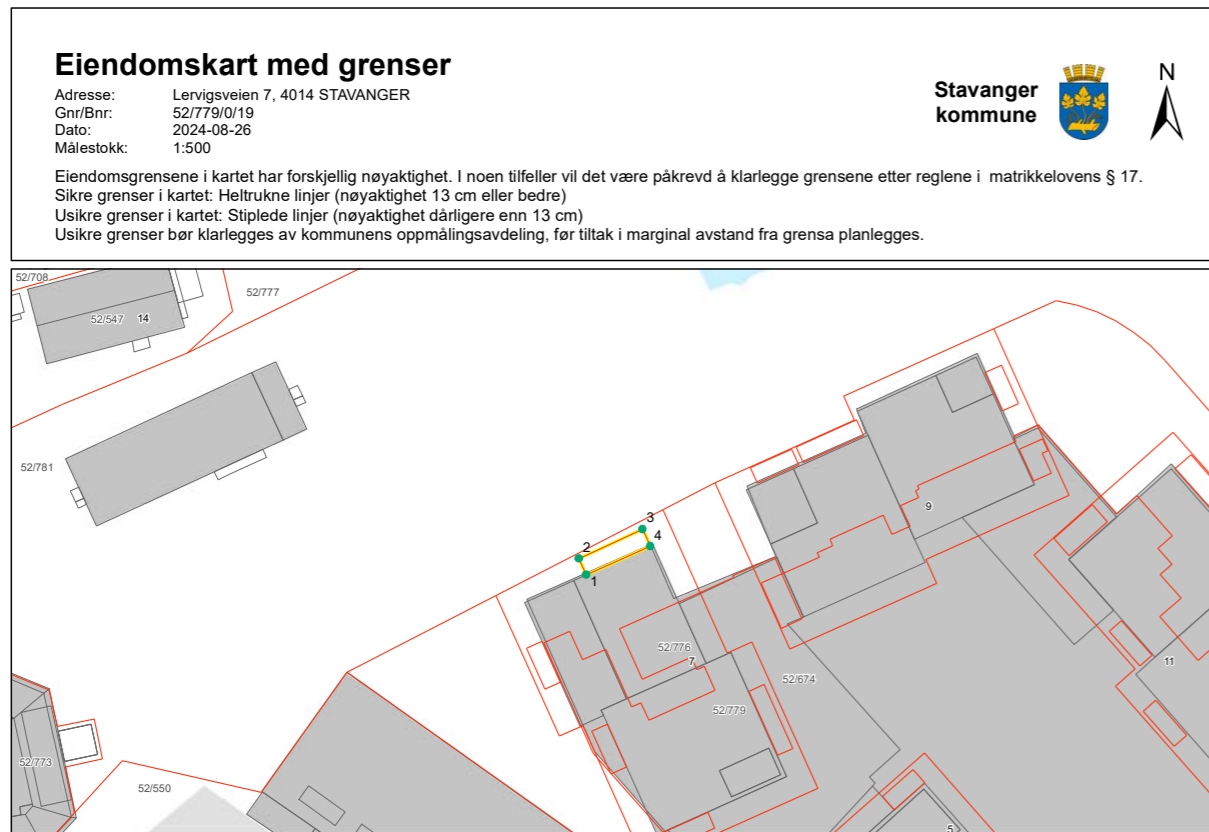 Eiendomskart med grenser
Adresse: Lervigsveien 7, 4014 STAVANGER
Gnr/Bnr: 52/779/0/19
Dato: 2024-08-26
Målestokk: 1:500
Stavanger
kommune
N
Eiendomsgrensene i kartet har forskjellig nøyaktighet. I noen tilfeller vil det være påkrevd å klarlegge grensene etter reglene i matrikkelovens § 17.
Sikre grenser i kartet: Heltrukne linjer (nøyaktighet 13 cm eller bedre)
Usikre grenser i kartet: Stiplede linjer (nøyaktighet dårligere enn 13 cm)
Usikre grenser bør klarlegges av kommunens oppmålingsavdeling, før tiltak i marginal avstand fra grensa planlegges.
52/708
52/777
52/547 14
52/781
9
3
4
2
1
52/776
7
11
52/674
52/779
52/773
52/550
5